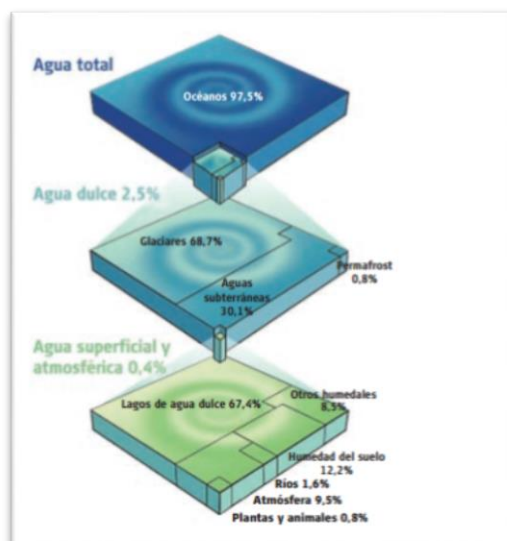 Agua total
Océanos 97,5%
Agua dulce 2,5%
Glaciares 68,7%
Permafrost
0,8%
Aguas
subterráneas
30,1%
Agua superficial y
atmosférica 0,4%
Lagos de agua dulce 67,4%
Otros humedales
8,5%
Humedad del suelo
12,2%
Ríos 1,6%
Atmósfera 9,5%
Plantas y animales 0,8%